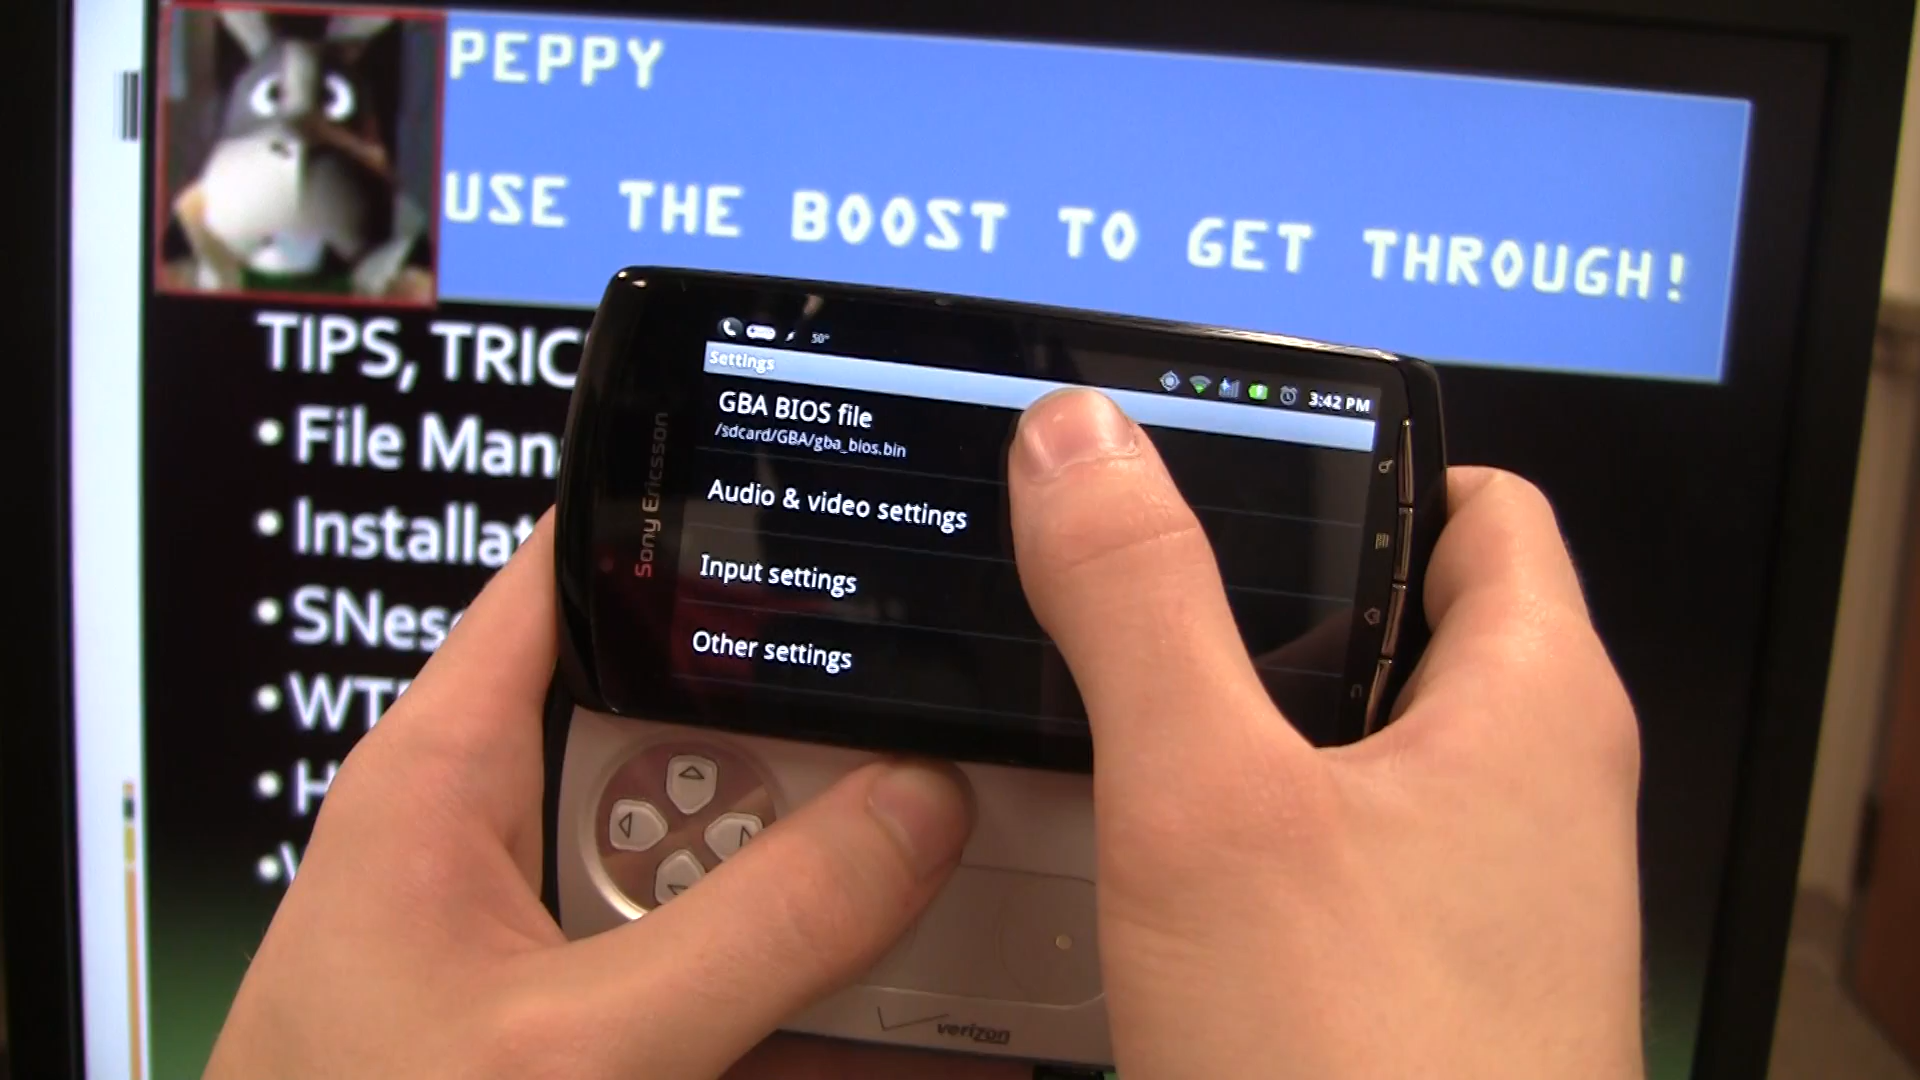 PEPPY
USE THE BOOST TO GET THROUGH!
TIPS, TRIC
• File Man
• Installat
• SNes
• WT
• H
Sony Ericsson
50°
3:42 PM
Settings
GBA BIOS file
/sdcard/GBA/gba_bios.bin
Audio & video settings
Input settings
Other settings
verizon